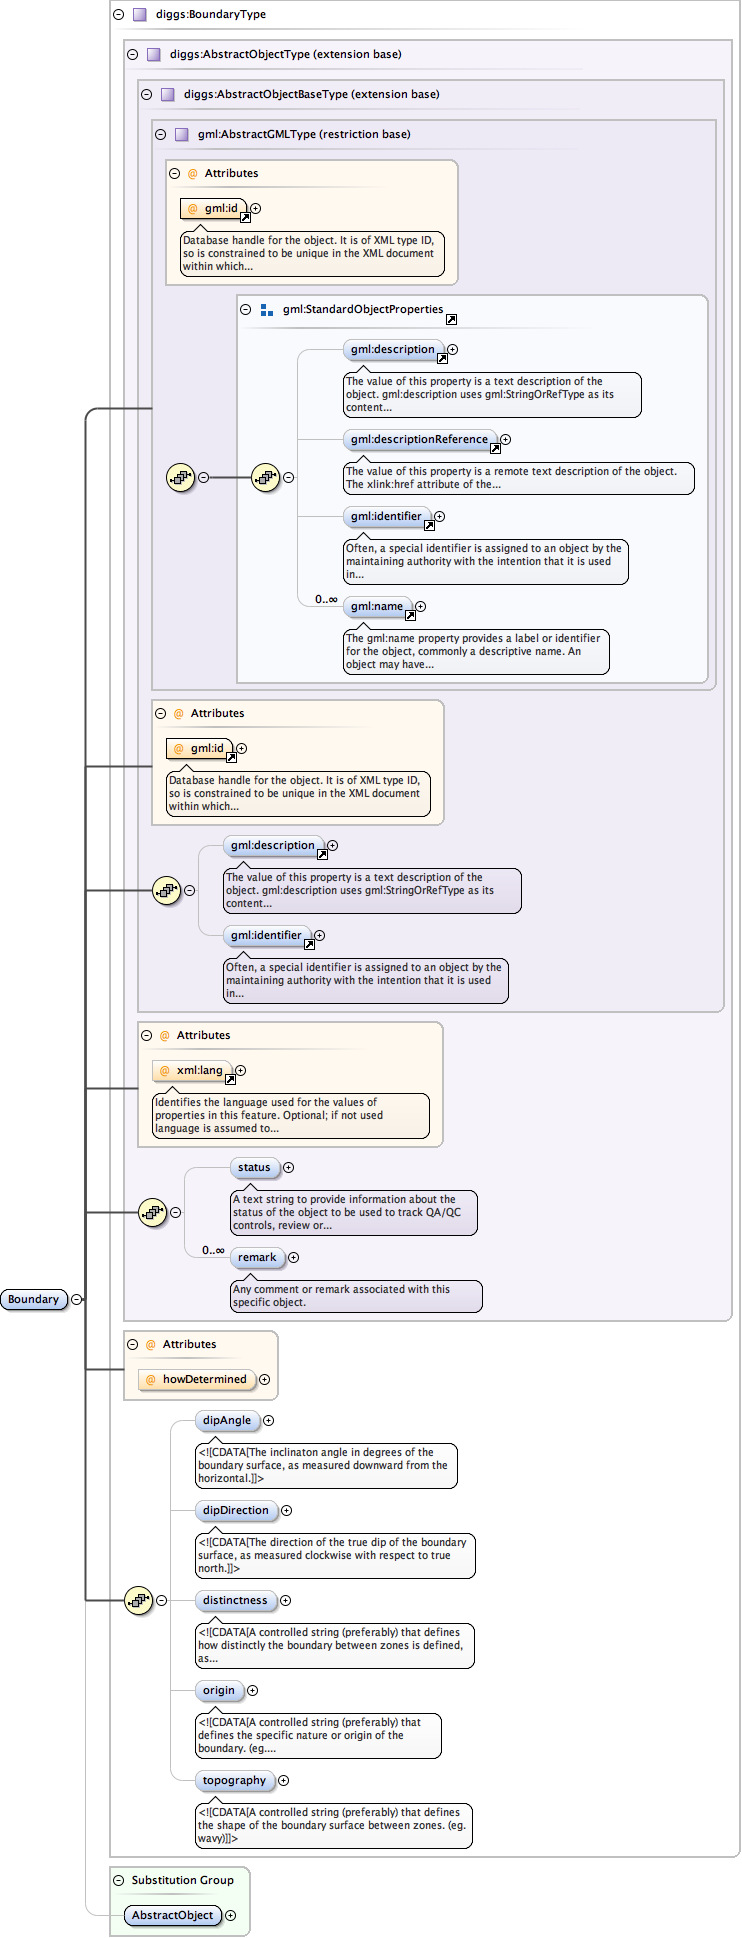 diggs:BoundaryType
diggs:AbstractObjectType (extension base)
diggs:AbstractObjectBaseType (extension base)
gml:AbstractGMLType (restriction base)
@ Attributes
@ gml:id
Database handle for the object. It is of XML type ID,
so is constrained to be unique in the XML document
within which...
gml:StandardObjectProperties
gml:description
The value of this property is a text description of the
object. gml:description uses gml:StringOrRefType as its
content...
gml:descriptionReference
The value of this property is a remote text description of the object.
The xlink:href attribute of the...
gml:identifier
Often, a special identifier is assigned to an object by the
maintaining authority with the intention that it is used
in...
0..∞
gml:name
The gml:name property provides a label or identifier
for the object, commonly a descriptive name. An
object may have...
@ Attributes
@ gml:id
Database handle for the object. It is of XML type ID,
so is constrained to be unique in the XML document
within which...
gml:description
The value of this property is a text description of the
object. gml:description uses gml:StringOrRefType as its
content...
gml:identifier
Often, a special identifier is assigned to an object by the
maintaining authority with the intention that it is used
in...
@ Attributes
@ xml:lang
Identifies the language used for the values of
properties in this feature. Optional; if not used
language is assumed to...
status
A text string to provide information about the
status of the object to be used to track QA/QC
controls, review or...
0..∞
remark
Any comment or remark associated with this
specific object.
Boundary
@ Attributes
@ howDetermined
dipAngle
<![CDATA[The inclinaton angle in degrees of the
boundary surface, as measured downward from the
horizontal.]]>
dipDirection
<![CDATA[The direction of the true dip of the boundary
surface, as measured clockwise with respect to true
north.]]>
distinctness
<![CDATA[A controlled string (preferably) that defines
how distinctly the boundary between zones is defined,
as...
origin
<![CDATA[A controlled string (preferably) that
defines the specific nature or origin of the
boundary. (eg....
topography
<![CDATA[A controlled string (preferably) that defines
the shape of the boundary surface between zones. (eg.
wavy)]]>
Substitution Group
AbstractObject